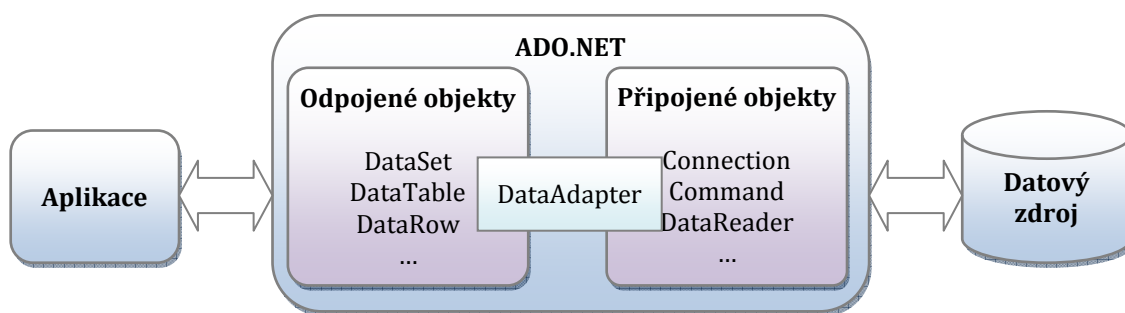 ADO.NET
Odpojené objekty
DataSet
DataTable
DataRow
...
Připojené objekty
Connection
Command
DataReader
...
DataAdapter
Aplikace
Datový
zdroj